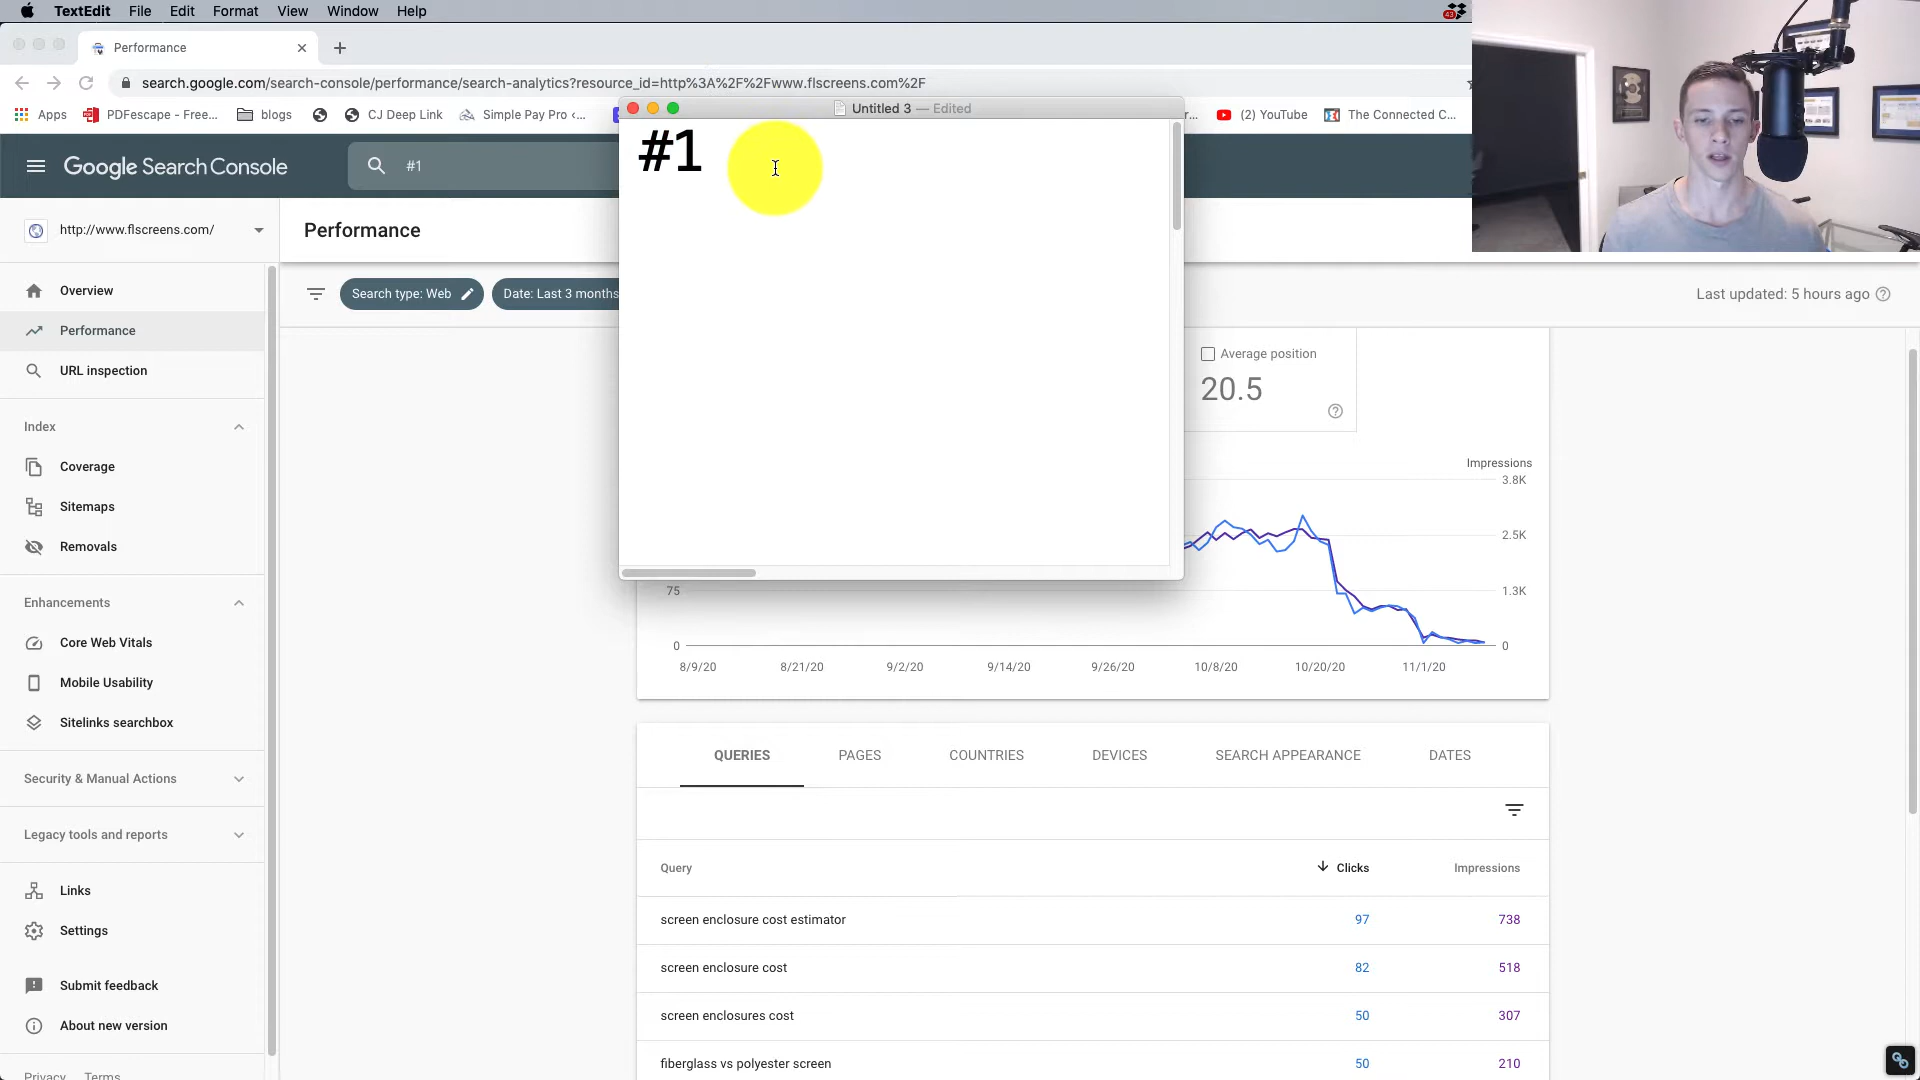 TextEdit File Edit Format View Window Help
43
Performance
search.google.com/search-console/performance/search-analytics?resource_id=http%3A%2F%2Fwww.flscreens.com%2F
Apps PDFescape - Free... blogs CJ Deep Link Simple Pay Pro ‹... (2) YouTube The Connected C...
Untitled 3 — Edited
#1
Google Search Console
#1
http://www.flscreens.com/
Performance
Search type: Web
Date: Last 3 months
Last updated: 5 hours ago
Overview
Performance
URL inspection
Index
Coverage
Sitemaps
Removals
Enhancements
Core Web Vitals
Mobile Usability
Sitelinks searchbox
Security & Manual Actions
Legacy tools and reports
Links
Settings
Submit feedback
About new version
Privacy Terms
Average position
20.5
Impressions
3.8K
2.5K
75 1.3K
0 0
8/9/20 8/21/20 9/2/20 9/14/20 9/26/20 10/8/20 10/20/20 11/1/20
QUERIES PAGES COUNTRIES DEVICES SEARCH APPEARANCE DATES
Query Clicks Impressions
screen enclosure cost estimator 97 738
screen enclosure cost 82 518
screen enclosures cost 50 307
fiberglass vs polyester screen 50 210